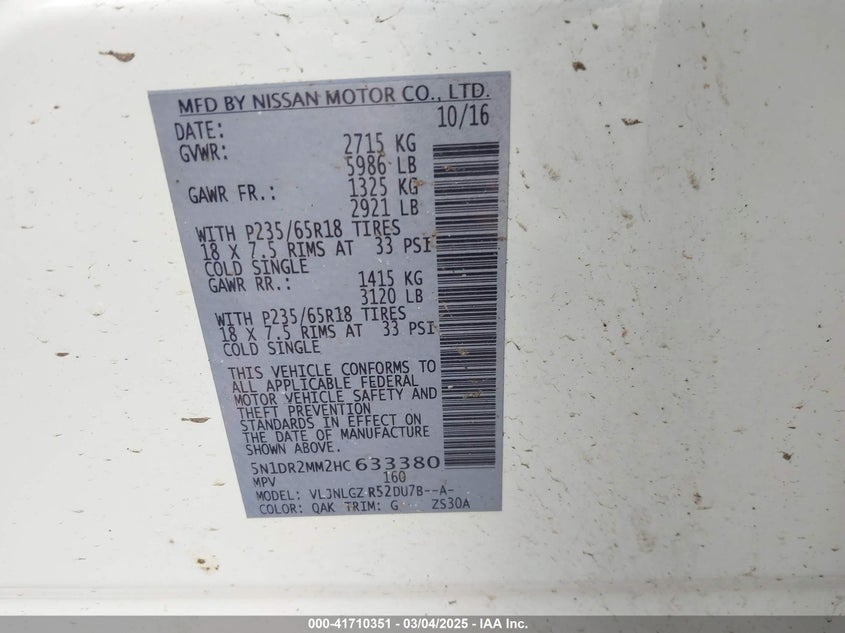 MFD BY NISSAN MOTOR CO., LTD.
DATE: 10/16
GVWR: 2715 KG
5986 LB
GAWR FR.: 1325 KG
2921 LB
WITH P235/65R18 TIRES
18 X 7.5 RIMS AT 33 PSI
COLD SINGLE
GAWR RR.: 1415 KG
3120 LB
WITH P235/65R18 TIRES
18 X 7.5 RIMS AT 33 PSI
COLD SINGLE
THIS VEHICLE CONFORMS TO
ALL APPLICABLE FEDERAL
MOTOR VEHICLE SAFETY AND
THEFT PREVENTION
STANDARDS IN EFFECT ON
THE DATE OF MANUFACTURE
SHOWN ABOVE.
5N1DR2MM2HC633380
MPV 160
MODEL: VLJNLGZ R52DU7B--A-
COLOR: QAK TRIM: G ZS30A
000-41710351 - 03/04/2025 - IAA Inc.